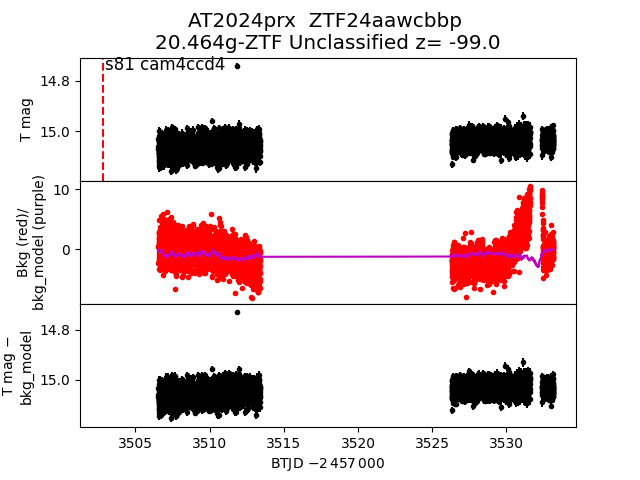 AT2024prx  ZTF24aawcbbp
20.464g-ZTF Unclassified z= -99.0
s81 cam4ccd4
14.8
15.0
T mag
10
0
Bkg (red)/
bkg_model (purple)
14.8
15.0
T mag −
bkg_model
3505
3510
3515
3520
3525
3530
BTJD −2 457 000